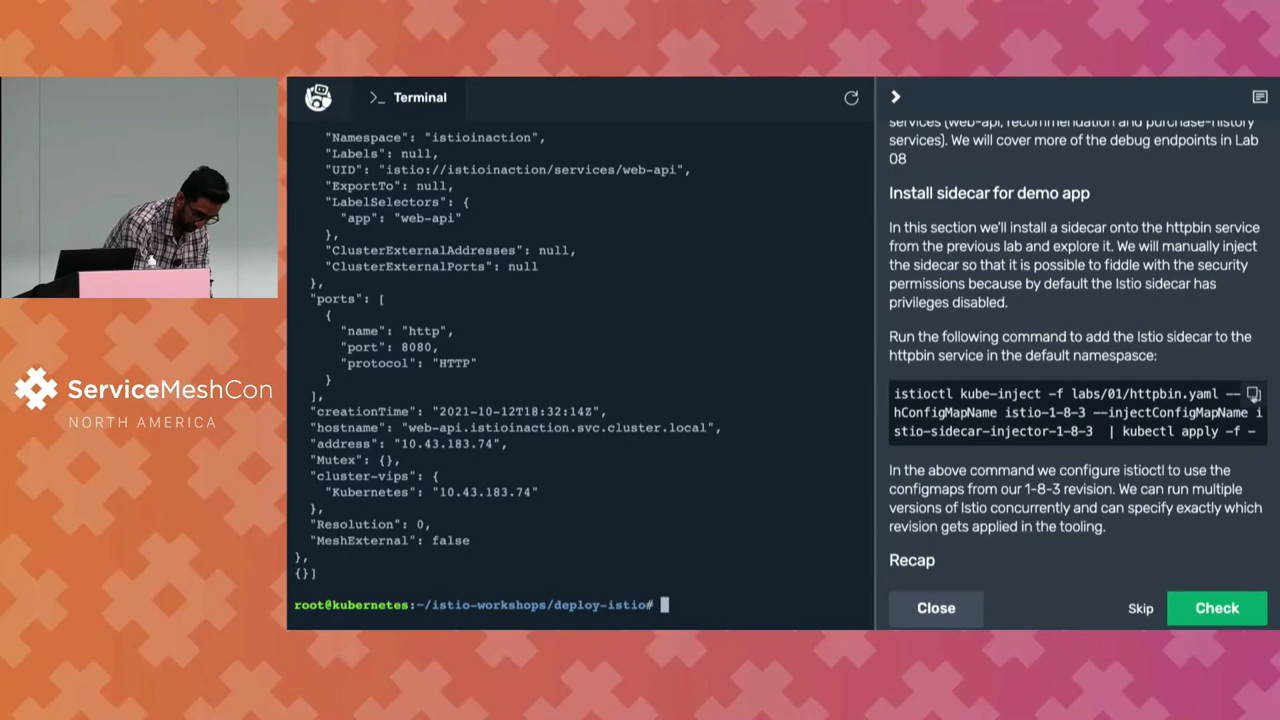 >_ Terminal
"Namespace": "istioinaction",
"Labels": null,
"UID": "istio://istioinaction/services/web-api",
"ExportTo": null,
"LabelSelectors": {
"app": "web-api"
},
"ClusterExternalAddresses": null,
"ClusterExternalPorts": null
},
"ports": [
{
"name": "http",
"port": 8080,
"protocol": "HTTP"
}
],
"creationTime": "2021-10-12T18:32:14Z",
"hostname": "web-api.istioinaction.svc.cluster.local",
"address": "10.43.183.74",
"Mutex": {},
"cluster-vips": {
"Kubernetes": "10.43.183.74"
},
"Resolution": 0,
"MeshExternal": false
},
{}]
root@kubernetes:~/istio-workshops/deploy-istio#
services (web-api, recommendation and purchase-history
services). We will cover more of the debug endpoints in Lab
08
Install sidecar for demo app
In this section we'll install a sidecar onto the httpbin service
from the previous lab and explore it. We will manually inject
the sidecar so that it is possible to fiddle with the security
permissions because by default the Istio sidecar has
privileges disabled.
Run the following command to add the Istio sidecar to the
httpbin service in the default namespasce:
istioctl kube-inject -f labs/01/httpbin.yaml --
hConfigMapName istio-1-8-3 --injectConfigMapName i
stio-sidecar-injector-1-8-3 | kubectl apply -f -
In the above command we configure istioctl to use the
configmaps from our 1-8-3 revision. We can run multiple
versions of Istio concurrently and can specify exactly which
revision gets applied in the tooling.
Recap
Close
Skip
Check
ServiceMeshCon
NORTH AMERICA